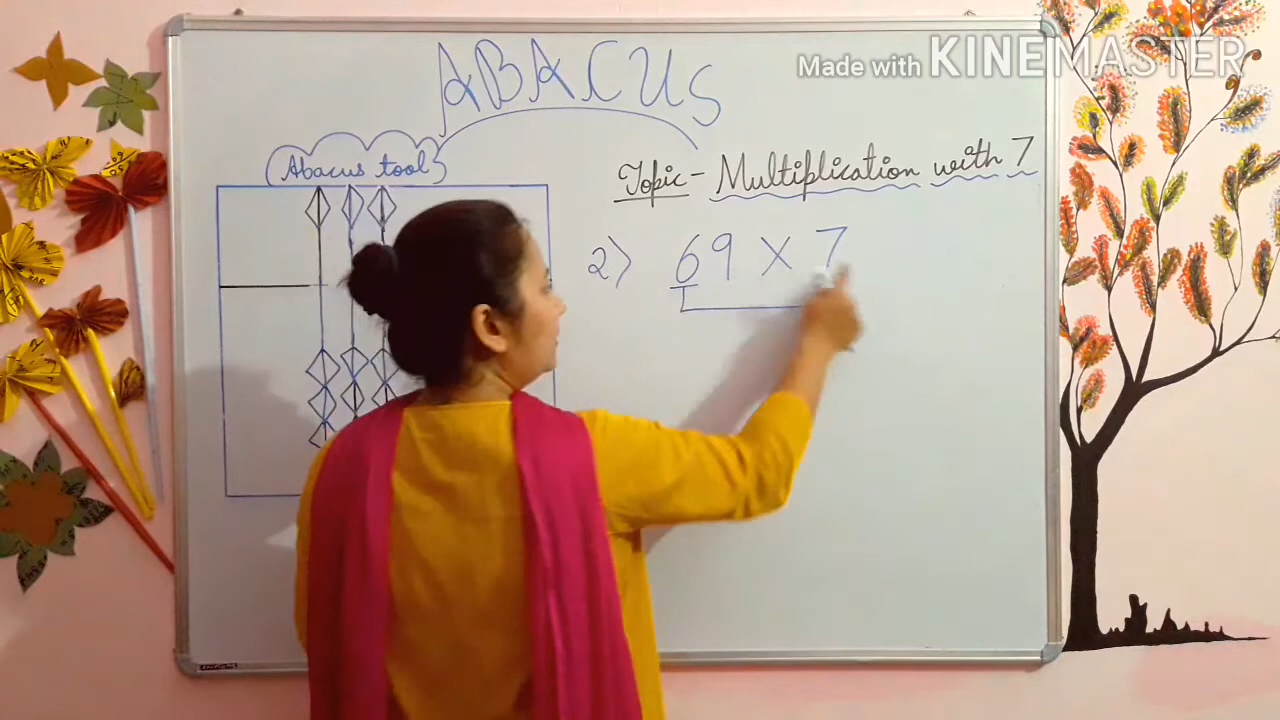 Made with KINEMASTER
ABACUS
Abacus tool
Topic - Multiplication with 7
2) 69 X 7